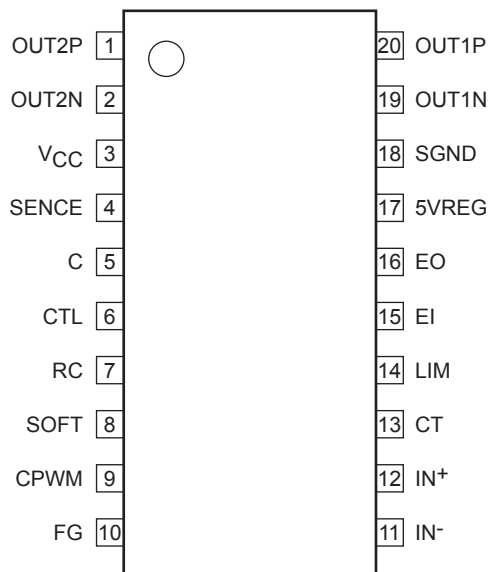 OUT2P 1 20 OUT1P
OUT2N 2 19 OUT1N
VCC 3 18 SGND
SENCE 4 17 5VREG
C 5 16 EO
CTL 6 15 EI
RC 7 14 LIM
SOFT 8 13 CT
CPWM 9 12 IN+
FG 10 11 IN-